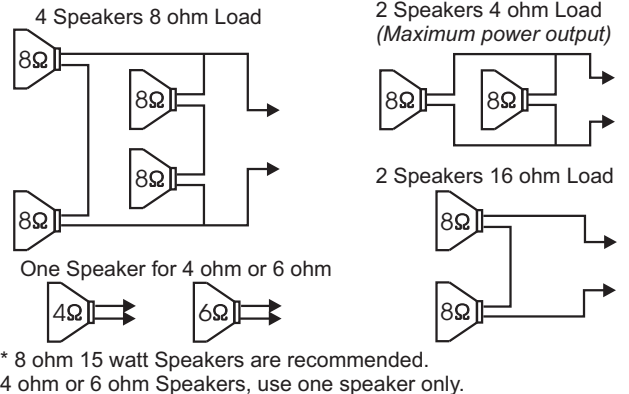 4 Speakers 8 ohm Load
8Ω
8Ω
8Ω
8Ω
2 Speakers 4 ohm Load
(Maximum power output)
8Ω
8Ω
2 Speakers 16 ohm Load
8Ω
8Ω
One Speaker for 4 ohm or 6 ohm
4Ω
6Ω
* 8 ohm 15 watt Speakers are recommended.
4 ohm or 6 ohm Speakers, use one speaker only.